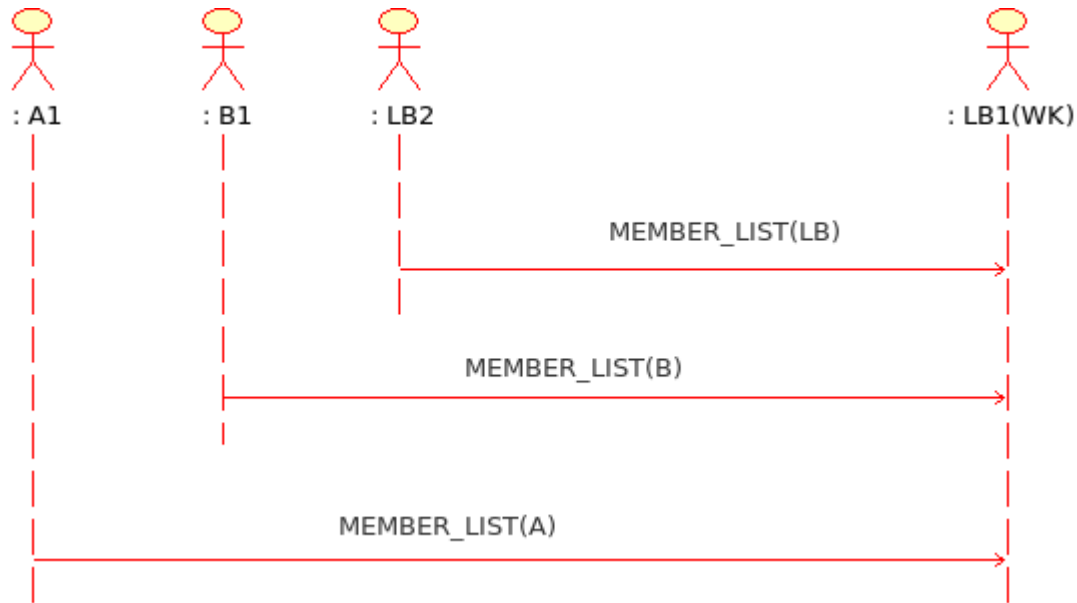 : A1
: B1
: LB2
: LB1(WK)
MEMBER_LIST(LB)
MEMBER_LIST(B)
MEMBER_LIST(A)